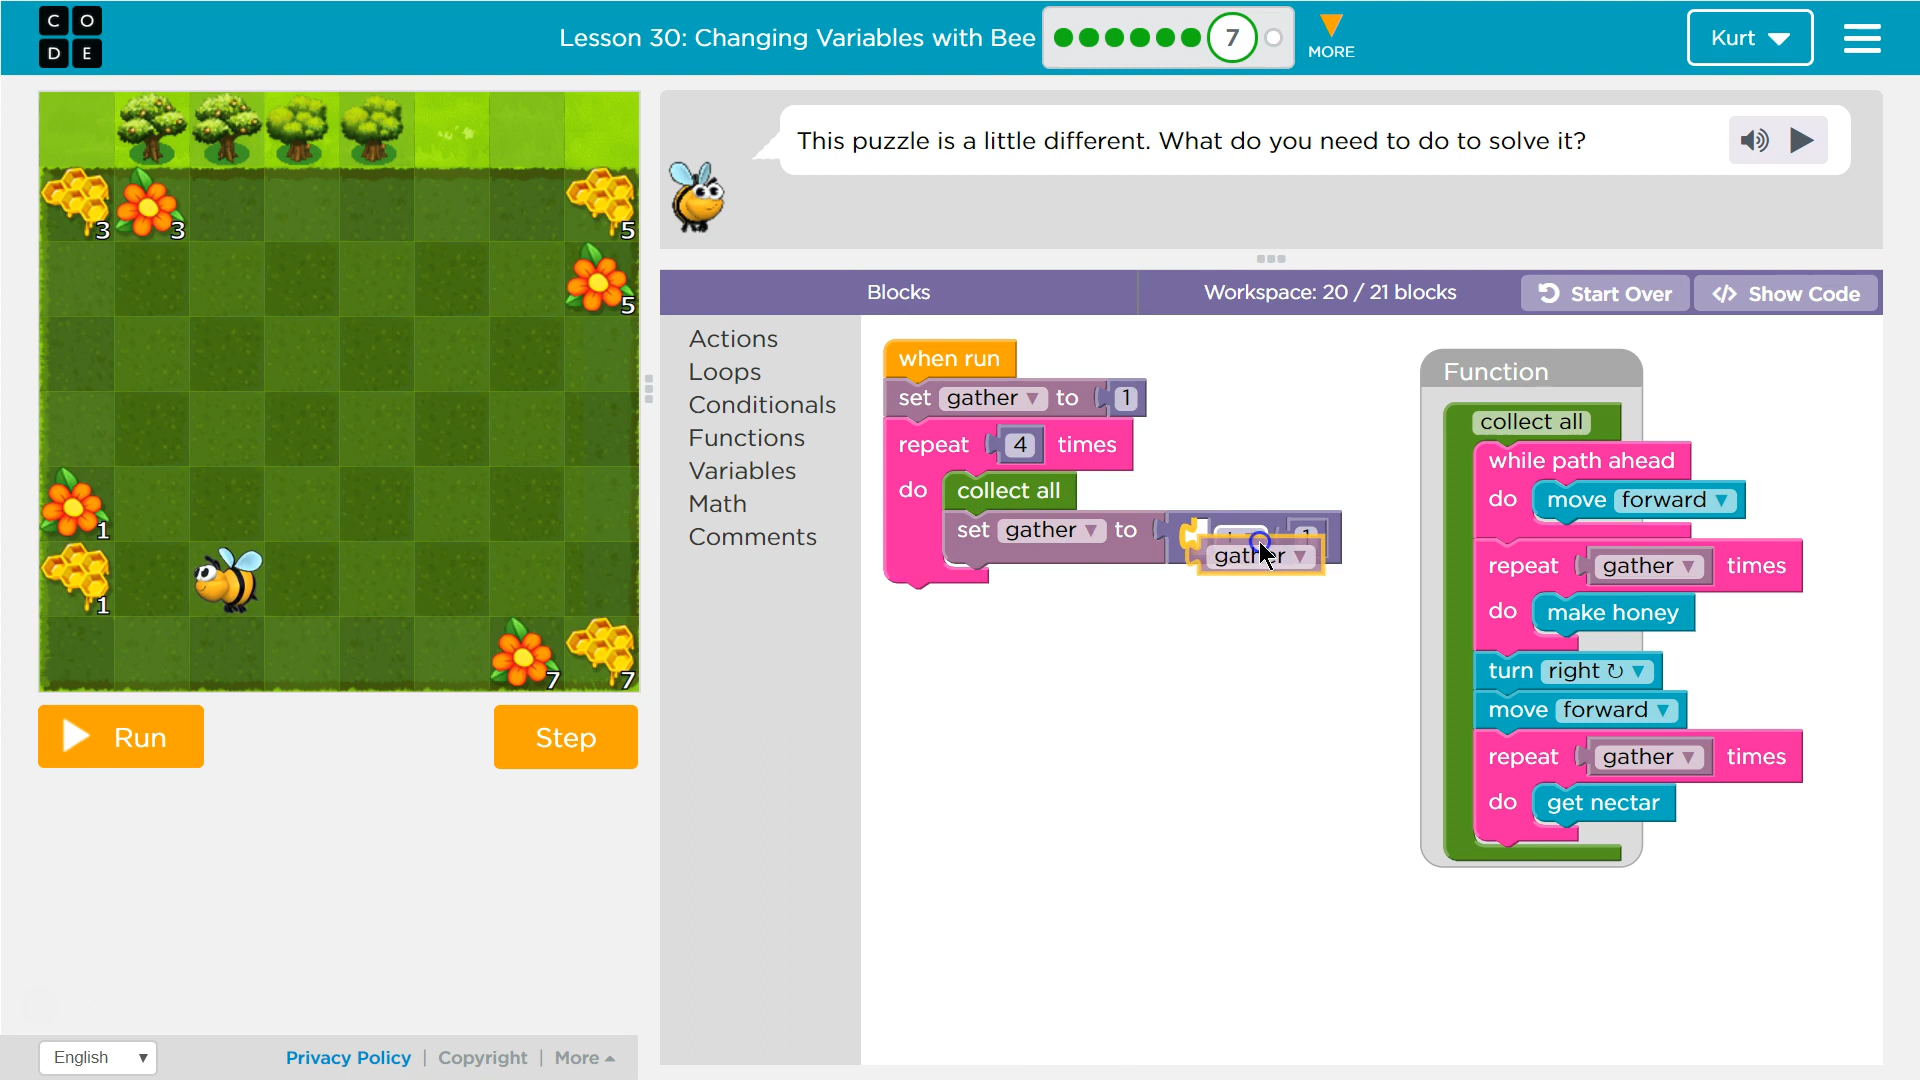 C O
D E
Lesson 30: Changing Variables with Bee
7
MORE
Kurt
This puzzle is a little different. What do you need to do to solve it?
3
3
5
5
1
1
7
7
Run
Step
Blocks
Workspace: 20 / 21 blocks
Start Over
</> Show Code
Actions
Loops
Conditionals
Functions
Variables
Math
Comments
when run
set gather to 1
repeat 4 times
do collect all
set gather to
gather
Function
collect all
while path ahead
do move forward
repeat gather times
do make honey
turn right ↻
move forward
repeat gather times
do get nectar
English
Privacy Policy | Copyright | More